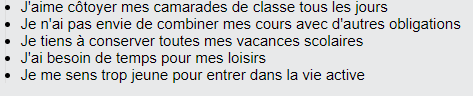 • J'aime côtoyer mes camarades de classe tous les jours
• Je n'ai pas envie de combiner mes cours avec d'autres obligations
• Je tiens à conserver toutes mes vacances scolaires
• J'ai besoin de temps pour mes loisirs
• Je me sens trop jeune pour entrer dans la vie active